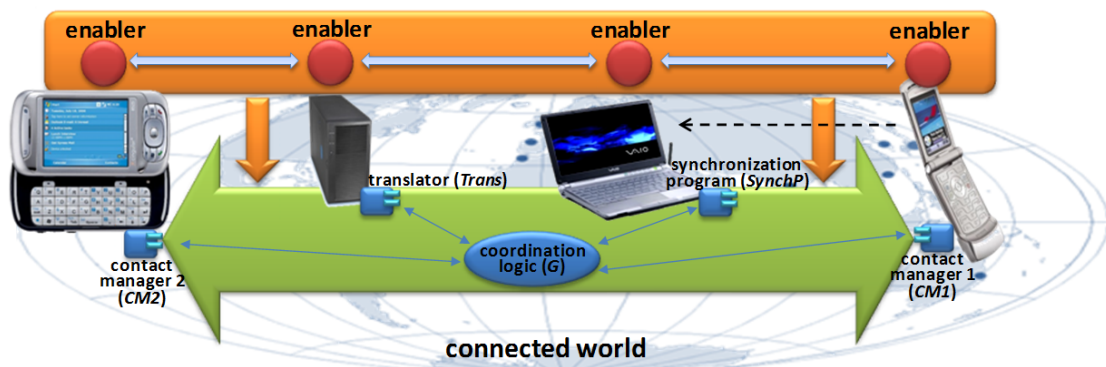 enabler
enabler
enabler
enabler
translator (Trans)
synchronization
program (SynchP)
VAIO
coordination
logic (G)
contact
manager 2
(CM2)
contact
manager 1
(CM1)
connected world